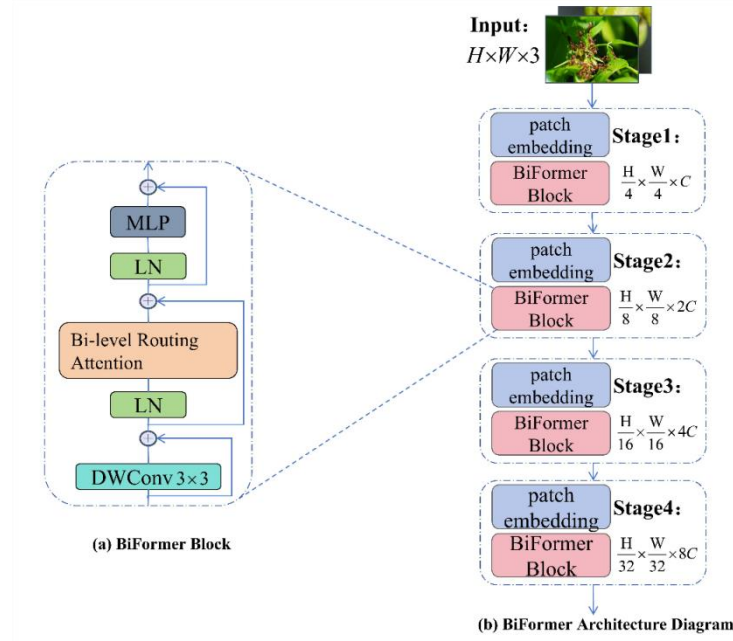 Input：
H×W×3
patch
embedding
Stage1：
BiFormer
Block
H/4 × W/4 × C
patch
embedding
Stage2：
BiFormer
Block
H/8 × W/8 × 2C
patch
embedding
Stage3：
BiFormer
Block
H/16 × W/16 × 4C
patch
embedding
Stage4：
BiFormer
Block
H/32 × W/32 × 8C
(b) BiFormer Architecture Diagram
+
MLP
LN
+
Bi-level Routing
Attention
LN
+
DWConv 3×3
(a) BiFormer Block